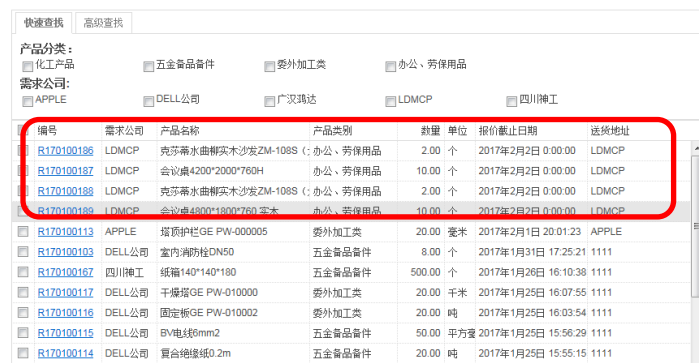 快速查找 高级查找
产品分类：
化工产品 五金备品备件 委外加工类 办公、劳保用品
需求公司:
APPLE DELL公司 广汉鸿达 LDMCP 四川神工
编号 需求公司 产品名称 产品类别 数量 单位 报价截止日期 送货地址
R170100186 LDMCP 克莎蒂水曲柳实木沙发ZM-108S（ 办公、劳保用品 2.00 个 2017年2月2日 0:00:00 LDMCP
R170100187 LDMCP 会议桌4200*2000*760H 办公、劳保用品 10.00 个 2017年2月2日 0:00:00 LDMCP
R170100188 LDMCP 克莎蒂水曲柳实木沙发ZM-108S（ 办公、劳保用品 2.00 个 2017年2月2日 0:00:00 LDMCP
R170100189 LDMCP 会议桌4800*1800*760 实木 办公、劳保用品 10.00 个 2017年2月2日 0:00:00 LDMCP
R170100113 APPLE 塔顶护栏GE PW-000005 委外加工类 20.00 毫米 2017年2月1日 20:01:23 APPLE
R170100103 DELL公司 室内消防栓DN50 五金备品备件 8.00 个 2017年1月31日 17:25:21 1111
R170100167 四川神工 纸箱140*140*180 五金备品备件 500.00 个 2017年1月26日 16:10:38 1111
R170100117 DELL公司 干燥塔GE PW-010000 委外加工类 20.00 千米 2017年1月25日 16:07:55 1111
R170100116 DELL公司 固定板GE PW-010002 委外加工类 20.00 吨 2017年1月25日 16:03:54 1111
R170100115 DELL公司 BV电线6mm2 五金备品备件 50.00 平方毫 2017年1月25日 15:56:29 1111
R170100114 DELL公司 复合绝缘纸0.2m 五金备品备件 20.00 吨 2017年1月25日 15:55:15 1111